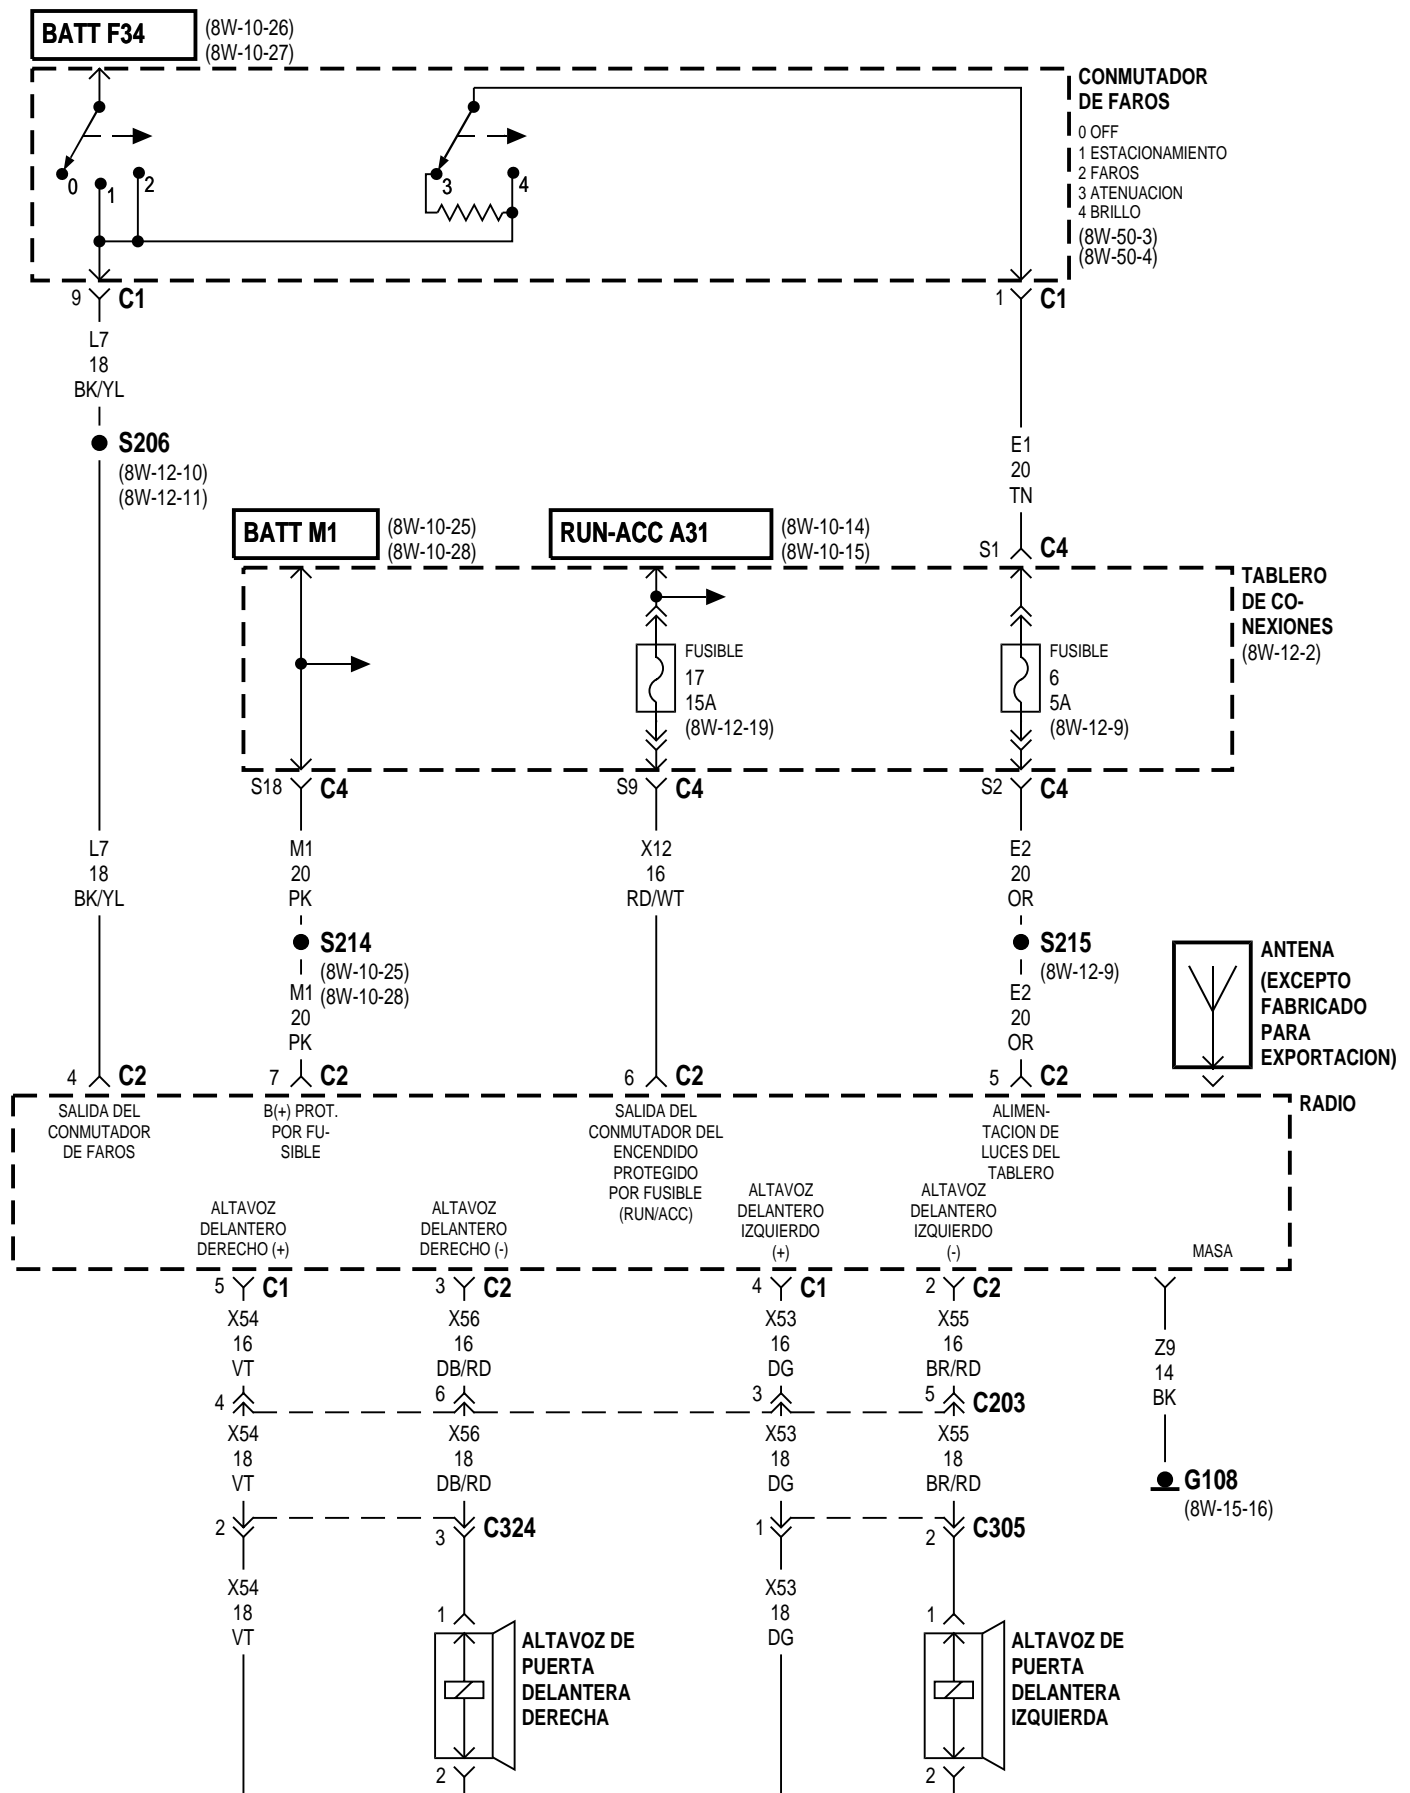 BATT F34
(8W-10-26)
(8W-10-27)
CONMUTADOR
DE FAROS
0 OFF
1 ESTACIONAMIENTO
2 FAROS
3 ATENUACION
4 BRILLO
(8W-50-3)
(8W-50-4)
0
1
2
3
4
9
C1
1
C1
L7
18
BK/YL
S206
(8W-12-10)
(8W-12-11)
E1
20
TN
BATT M1
(8W-10-25)
(8W-10-28)
RUN-ACC A31
(8W-10-14)
(8W-10-15)
S1
C4
TABLERO
DE CO-
NEXIONES
(8W-12-2)
FUSIBLE
17
15A
(8W-12-19)
FUSIBLE
6
5A
(8W-12-9)
S18
C4
S9
C4
S2
C4
L7
18
BK/YL
M1
20
PK
X12
16
RD/WT
E2
20
OR
S214
(8W-10-25)
(8W-10-28)
S215
(8W-12-9)
M1
20
PK
E2
20
OR
ANTENA
(EXCEPTO
FABRICADO
PARA
EXPORTACION)
4
C2
7
C2
6
C2
5
C2
RADIO
SALIDA DEL
CONMUTADOR
DE FAROS
B(+) PROT.
POR FU-
SIBLE
SALIDA DEL
CONMUTADOR DEL
ENCENDIDO
PROTEGIDO
POR FUSIBLE
(RUN/ACC)
ALIMEN-
TACION DE
LUCES DEL
TABLERO
ALTAVOZ
DELANTERO
DERECHO (+)
ALTAVOZ
DELANTERO
DERECHO (-)
ALTAVOZ
DELANTERO
IZQUIERDO
(+)
ALTAVOZ
DELANTERO
IZQUIERDO
(-)
MASA
5
C1
3
C2
4
C1
2
C2
X54
16
VT
X56
16
DB/RD
X53
16
DG
X55
16
BR/RD
Z9
14
BK
4
6
3
5
C203
X54
18
VT
X56
18
DB/RD
X53
18
DG
X55
18
BR/RD
G108
(8W-15-16)
2
3
C324
1
2
C305
X54
18
VT
X53
18
DG
1
ALTAVOZ DE
PUERTA
DELANTERA
DERECHA
2
1
ALTAVOZ DE
PUERTA
DELANTERA
IZQUIERDA
2